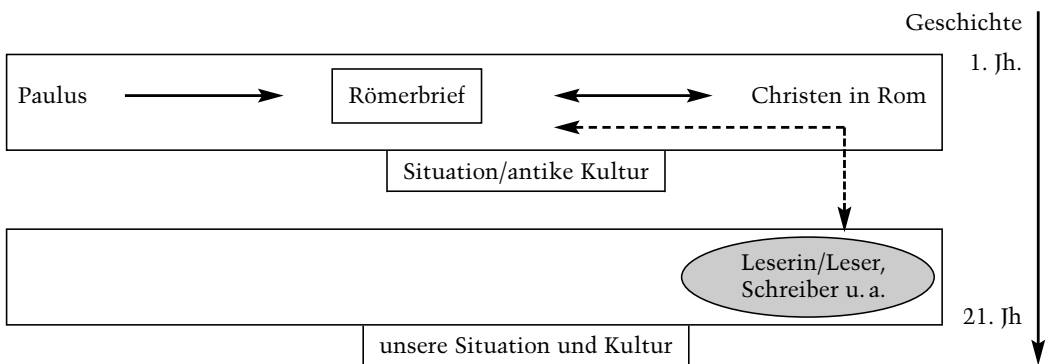 Geschichte
1. Jh.
Paulus
Römerbrief
Christen in Rom
Situation/antike Kultur
Leserin/Leser,
Schreiber u. a.
21. Jh
unsere Situation und Kultur